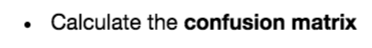 • Calculate the confusion matrix